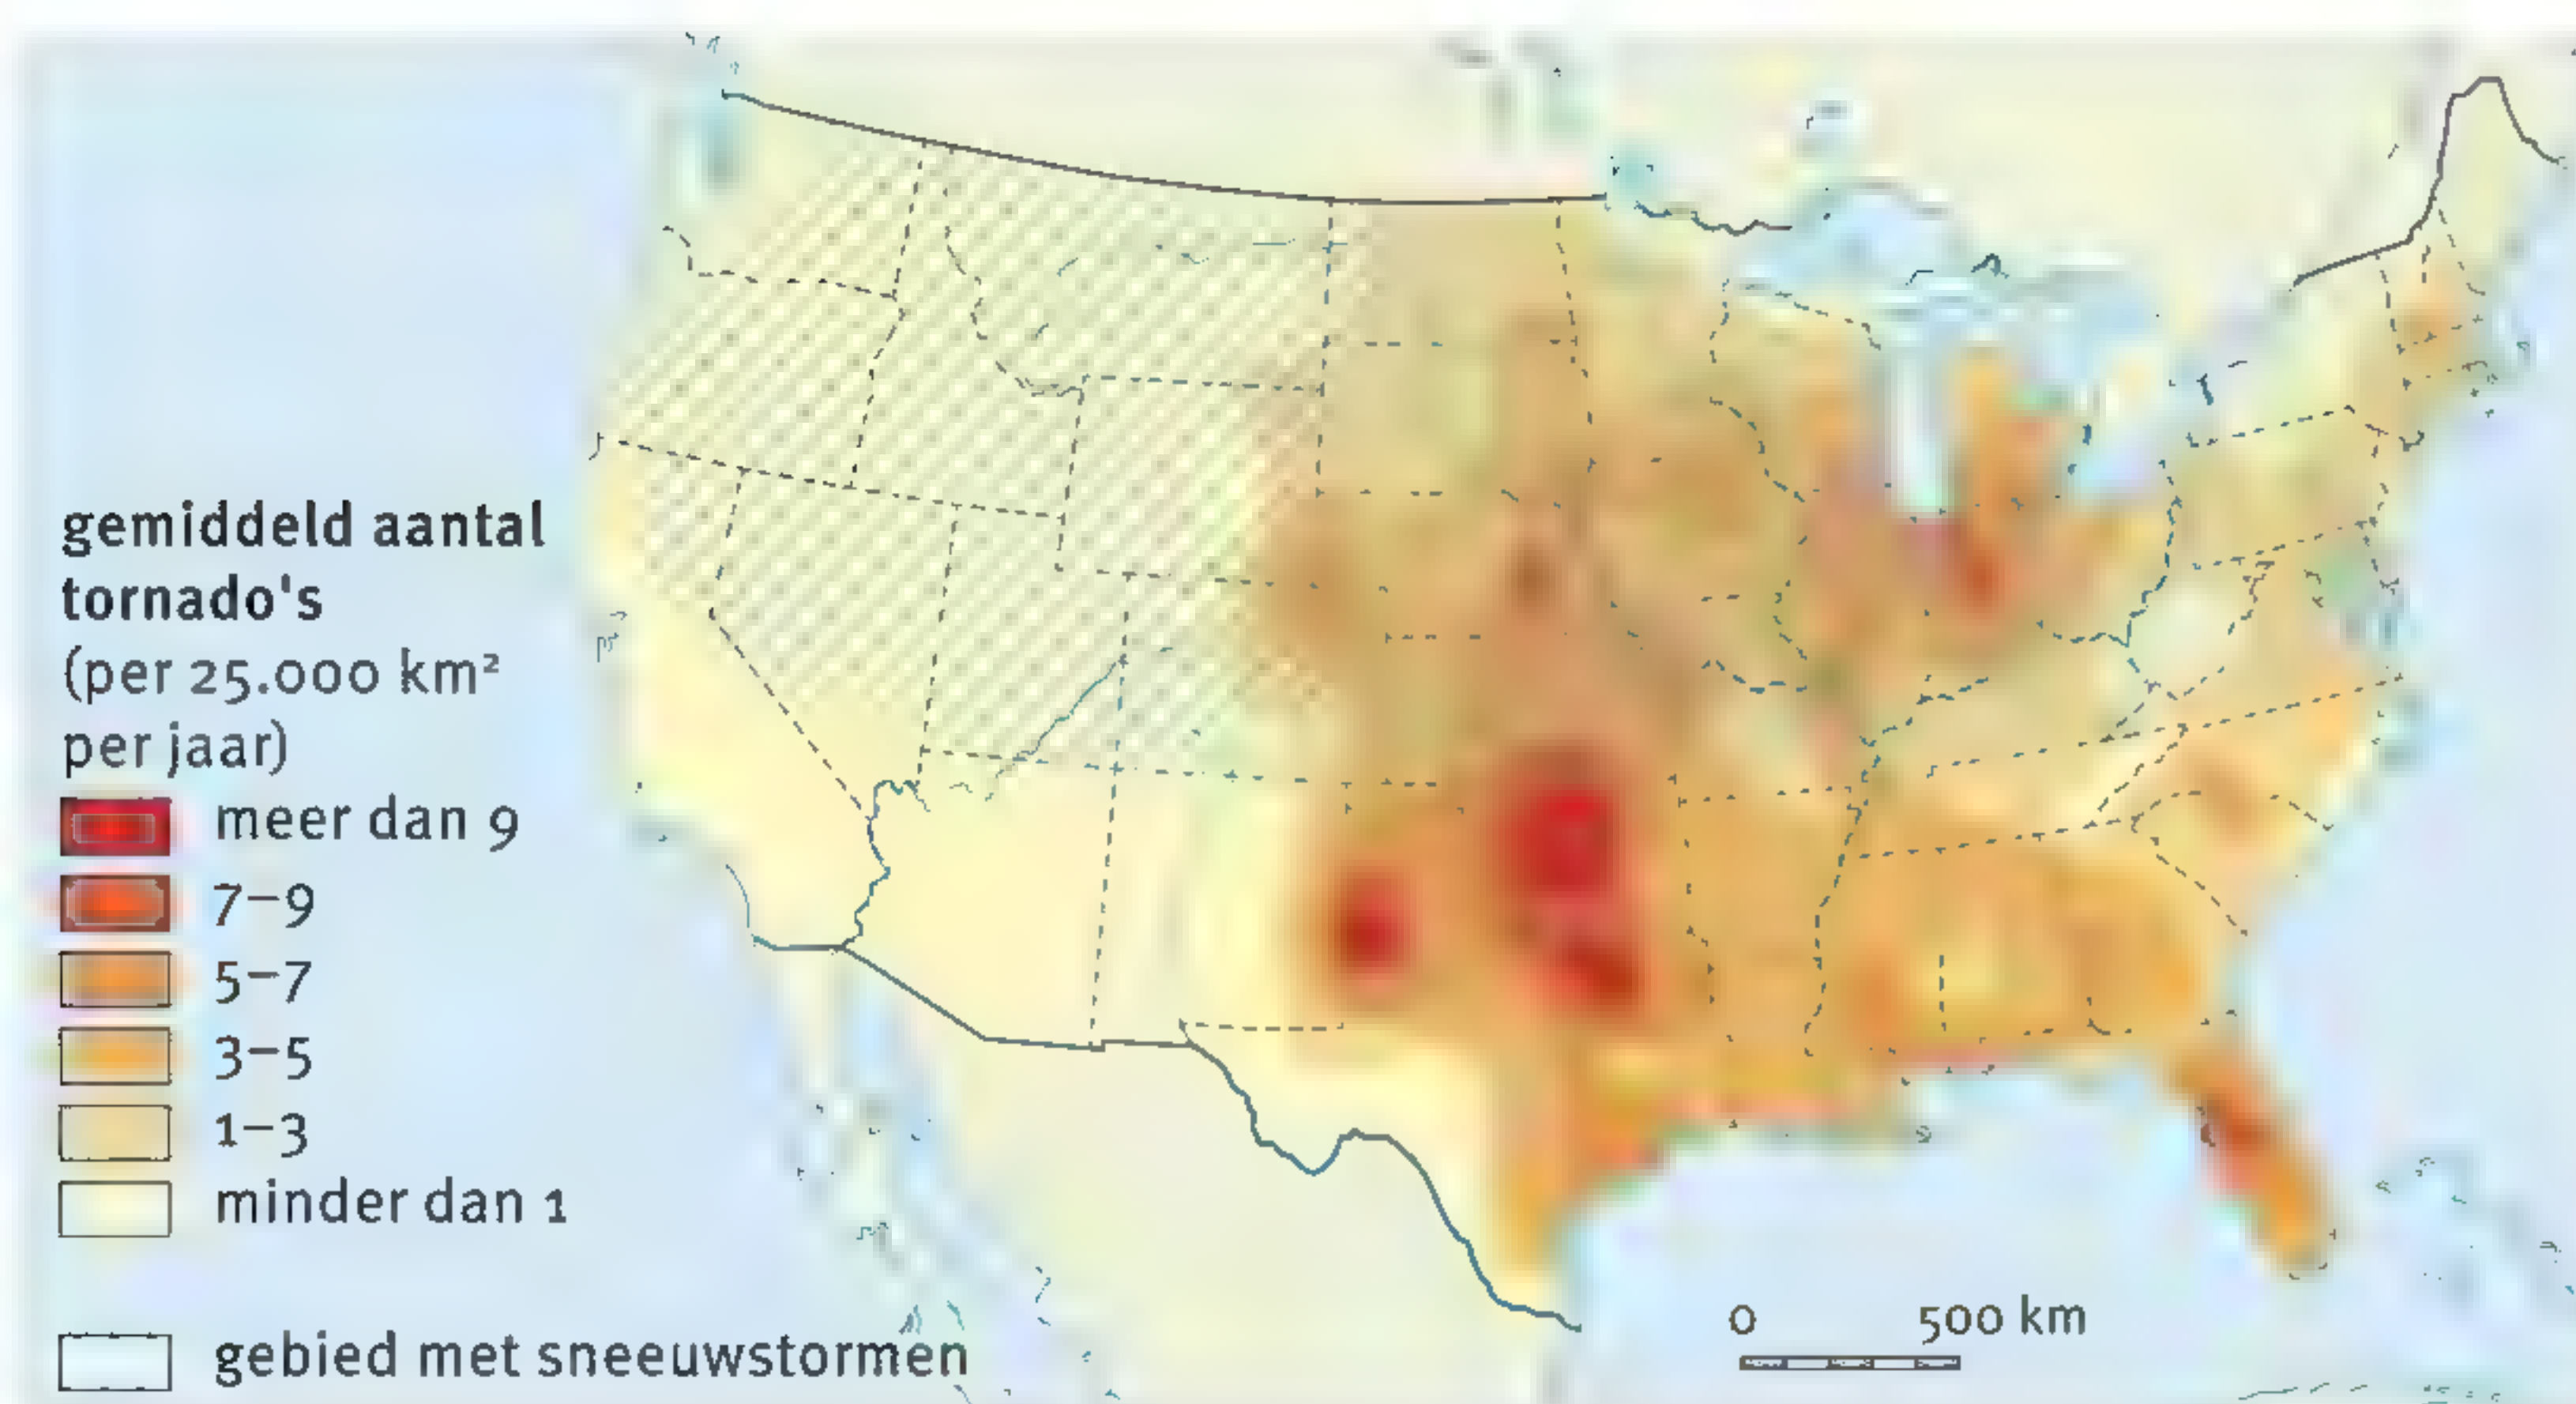 gemiddeld aantal
tornado's
(per 25.000 km²
per jaar)
meer dan 9
7–9
5–7
3–5
1–3
minder dan 1
gebied met sneeuwstormen
0 500 km